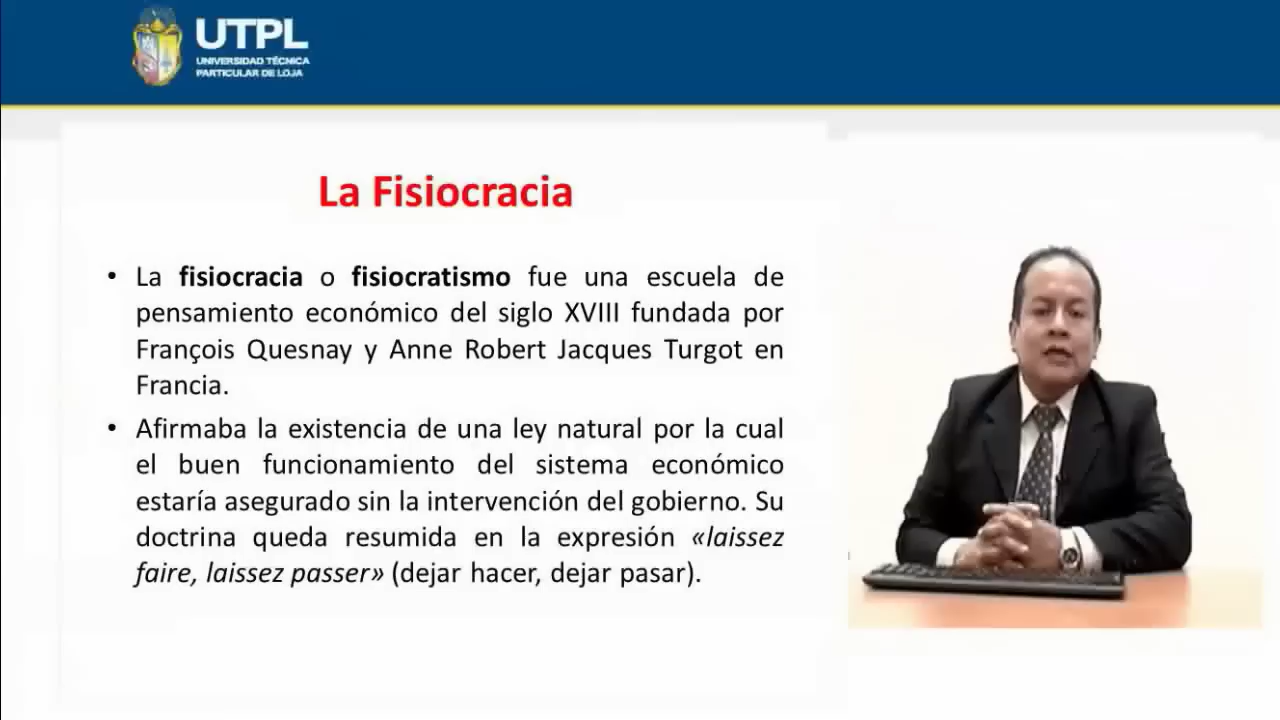 UTPL
UNIVERSIDAD TÉCNICA
PARTICULAR DE LOJA
La Fisiocracia
• La fisiocracia o fisiocratismo fue una escuela de
pensamiento económico del siglo XVIII fundada por
François Quesnay y Anne Robert Jacques Turgot en
Francia.
• Afirmaba la existencia de una ley natural por la cual
el buen funcionamiento del sistema económico
estaría asegurado sin la intervención del gobierno. Su
doctrina queda resumida en la expresión «laissez
faire, laissez passer» (dejar hacer, dejar pasar).